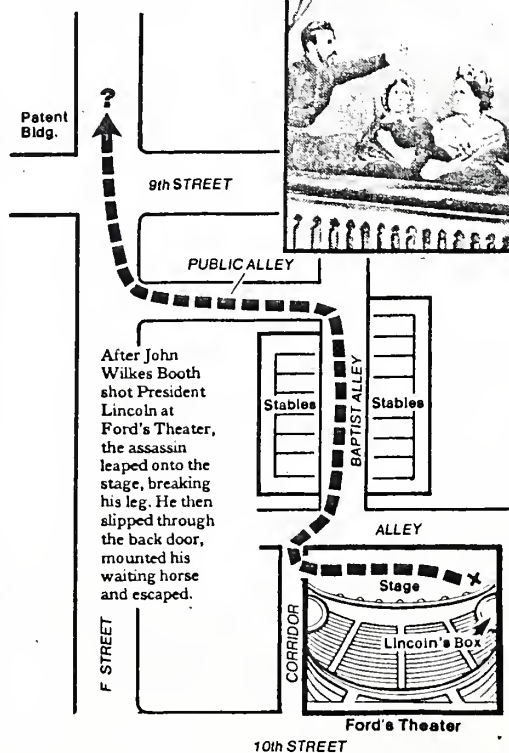 ?
Patent
Bldg.
9th STREET
PUBLIC ALLEY
After John
Wilkes Booth
shot President
Lincoln at
Ford's Theater,
the assassin
leaped onto the
stage, breaking
his leg. He then
slipped through
the back door,
mounted his
waiting horse
and escaped.
Stables
BAPTIST ALLEY
Stables
ALLEY
Stage
Lincoln's Box
F STREET
CORRIDOR
Ford's Theater
10th STREET